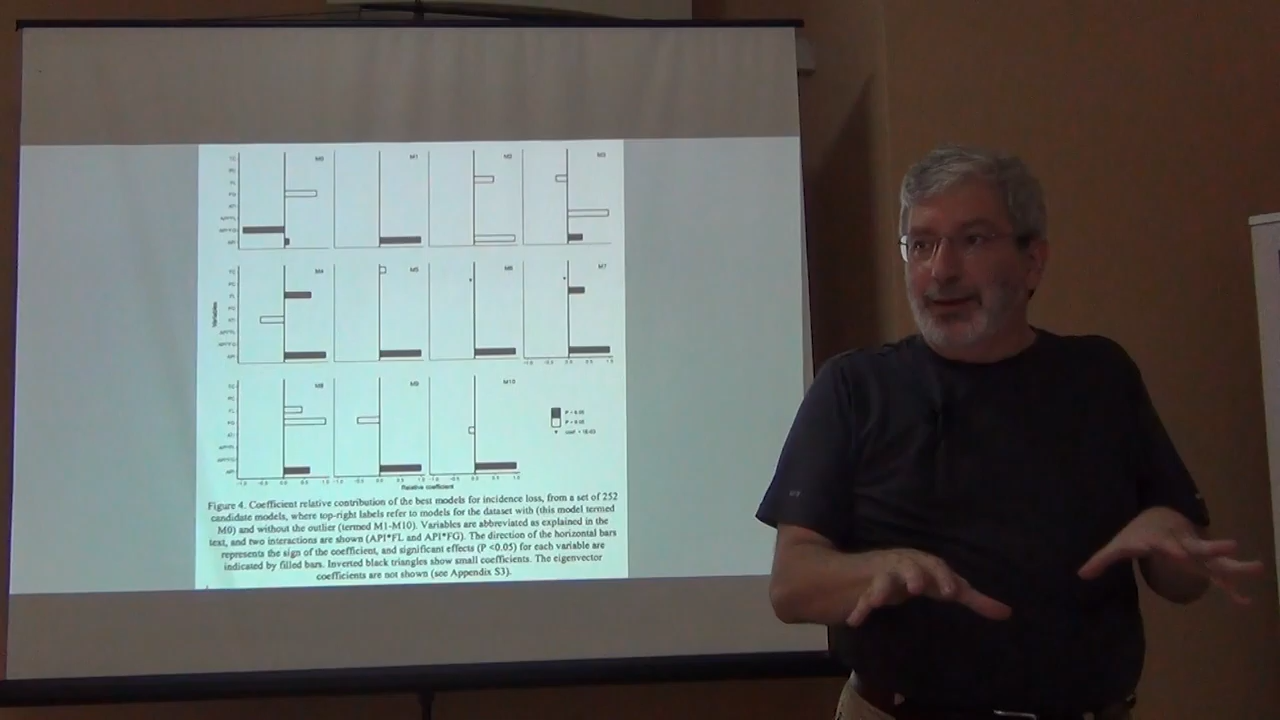 M0 M1 M2 M3
M4 M5 M6 M7
M8 M9 M10
Variables
Relative coefficient
Figure 4. Coefficient relative contribution of the best models for incidence loss, from a set of 252
candidate models, where top-right labels refer to models for the dataset with (this model termed
M0) and without the outlier (termed M1-M10). Variables are abbreviated as explained in the
text, and two interactions are shown (API*FL and API*FG). The direction of the horizontal bars
represents the sign of the coefficient, and significant effects (P <0.05) for each variable are
indicated by filled bars. Inverted black triangles show small coefficients. The eigenvector
coefficients are not shown (see Appendix S3).